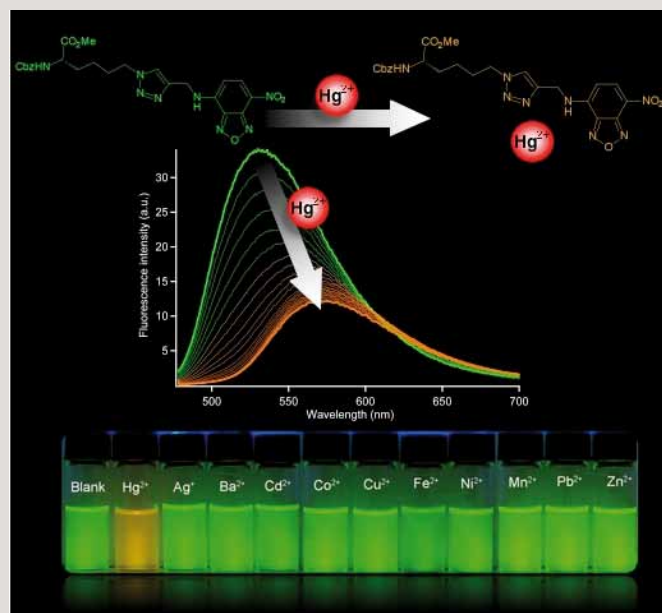 CO₂Me
CbzHN
N
N
N
N
H
NO₂
N
O
N
Hg²⁺
CO₂Me
CbzHN
N
N
N
N
H
NO₂
N
O
N
Hg²⁺
Fluorescence intensity (a.u.)
30
25
20
15
10
5
Hg²⁺
500 550 600 650 700
Wavelength (nm)
Blank Hg²⁺ Ag⁺ Ba²⁺ Cd²⁺ Co²⁺ Cu²⁺ Fe²⁺ Ni²⁺ Mn²⁺ Pb²⁺ Zn²⁺